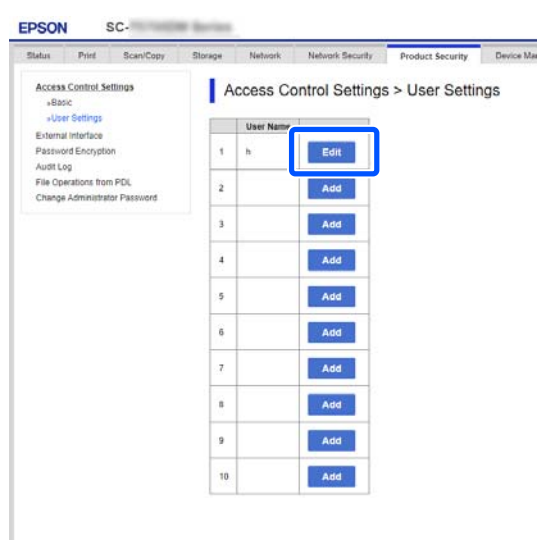 EPSON SC-
Status Print Scan/Copy Storage Network Network Security Product Security Device Ma
Access Control Settings
»Basic
»User Settings
External Interface
Password Encryption
Audit Log
File Operations from PDL
Change Administrator Password
Access Control Settings > User Settings
User Name
1 h Edit
2 Add
3 Add
4 Add
5 Add
6 Add
7 Add
8 Add
9 Add
10 Add